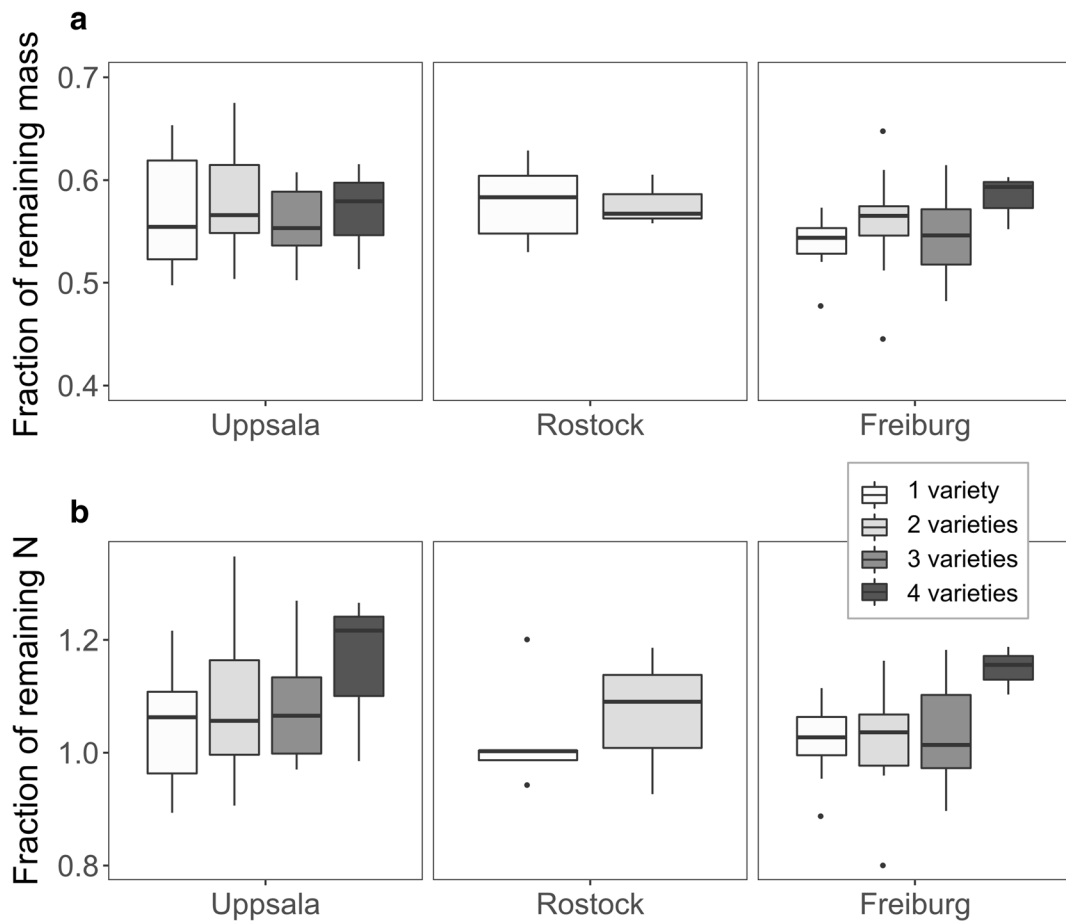 a
Fraction of remaining mass
0.7
0.6
0.5
0.4
Uppsala
Rostock
Freiburg
b
Fraction of remaining N
1.2
1.0
0.8
1 variety
2 varieties
3 varieties
4 varieties
Uppsala
Rostock
Freiburg